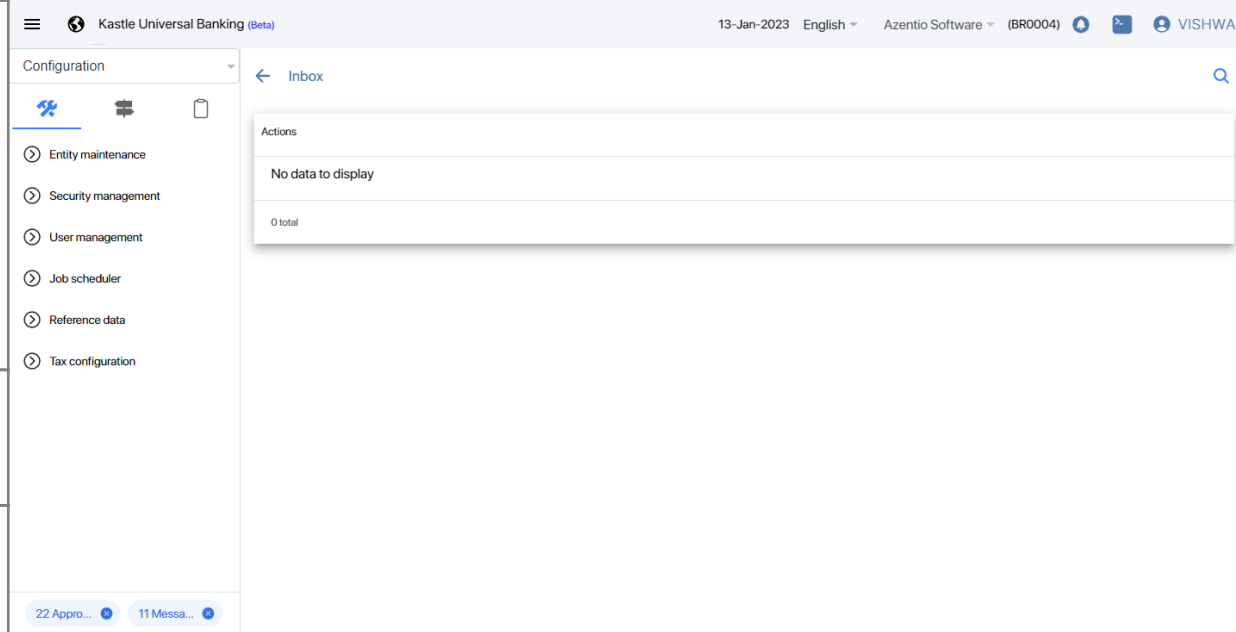 Kastle Universal Banking (Beta)
13-Jan-2023 English Azentio Software (BR0004) VISHWA
Configuration
Inbox
Actions
Entity maintenance
No data to display
Security management
0 total
User management
Job scheduler
Reference data
Tax configuration
22 Appro... 11 Messa...